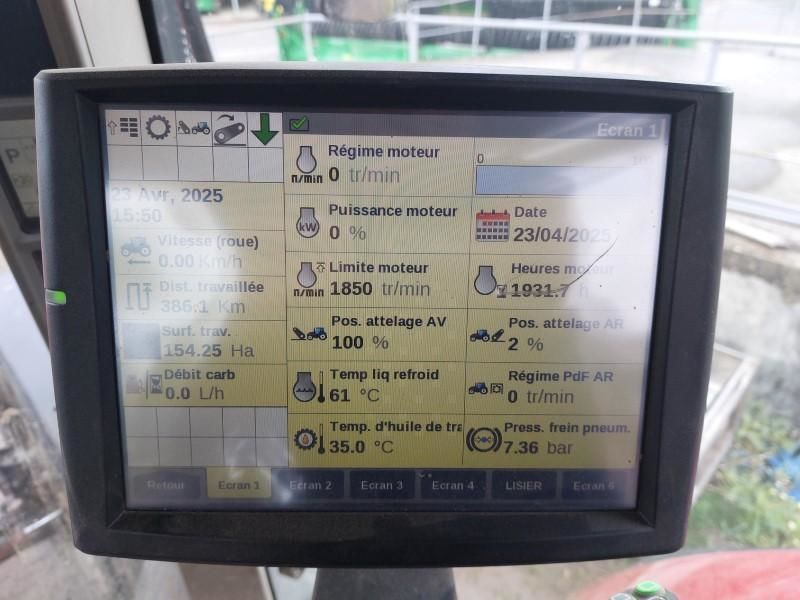 Ecran 1
23 Avr, 2025
15:50
Vitesse (roue)
0.00 Km/h
Dist. travaillée
386.1 Km
Surf. trav.
154.25 Ha
Débit carb
0.0 L/h
Régime moteur
n/min 0 tr/min
0
Puissance moteur
kW 0 %
Date
23/04/2025
Limite moteur
n/min 1850 tr/min
Heures moteur
1931.7 h
Pos. attelage AV
100 %
Pos. attelage AR
2 %
Temp liq refroid
61 °C
Régime PdF AR
0 tr/min
Temp. d'huile de tra
35.0 °C
Press. frein pneum.
7.36 bar
Retour Ecran 1 Ecran 2 Ecran 3 Ecran 4 LISIER Ecran 6
P